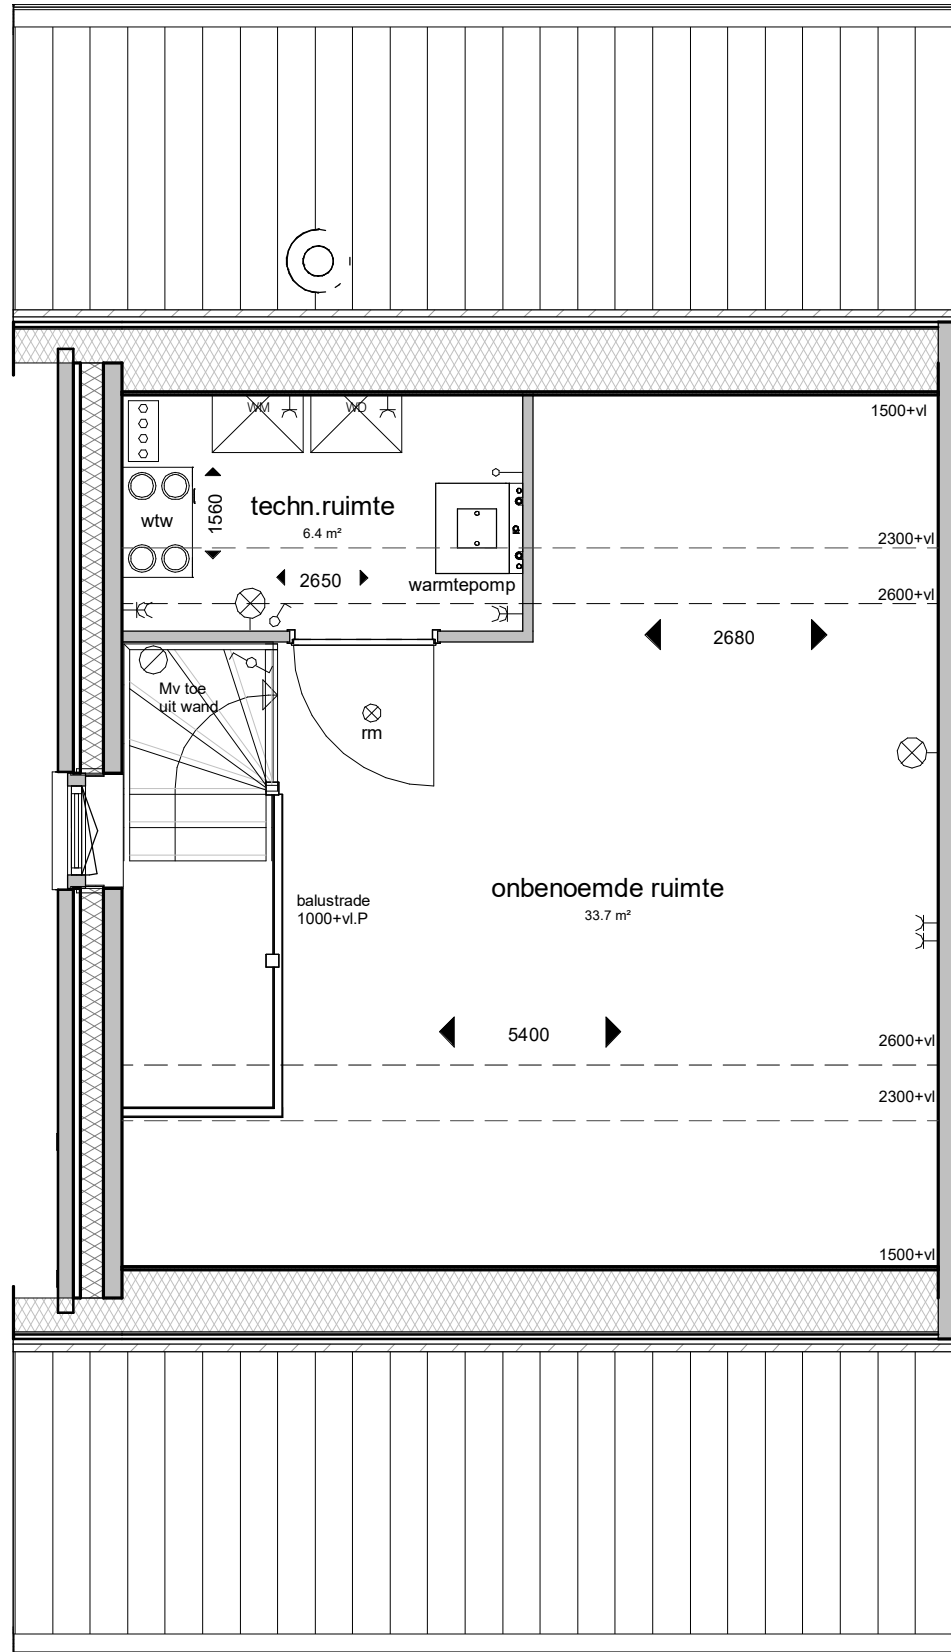 1500+vl
WM
WD
techn.ruimte
6.4 m²
1560
wtw
2300+vl
2650
warmtepomp
2600+vl
2680
Mv toe
uit wand
rm
onbenoemde ruimte
33.7 m²
balustrade
1000+vl.P
5400
2600+vl
2300+vl
1500+vl